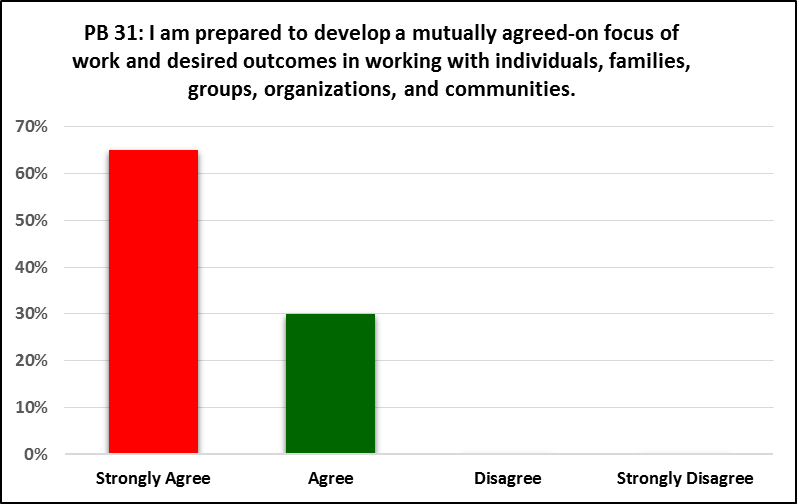 PB 31: I am prepared to develop a mutually agreed-on focus of
work and desired outcomes in working with individuals, families,
groups, organizations, and communities.
70%
60%
50%
40%
30%
20%
10%
0%
Strongly Agree Agree Disagree Strongly Disagree